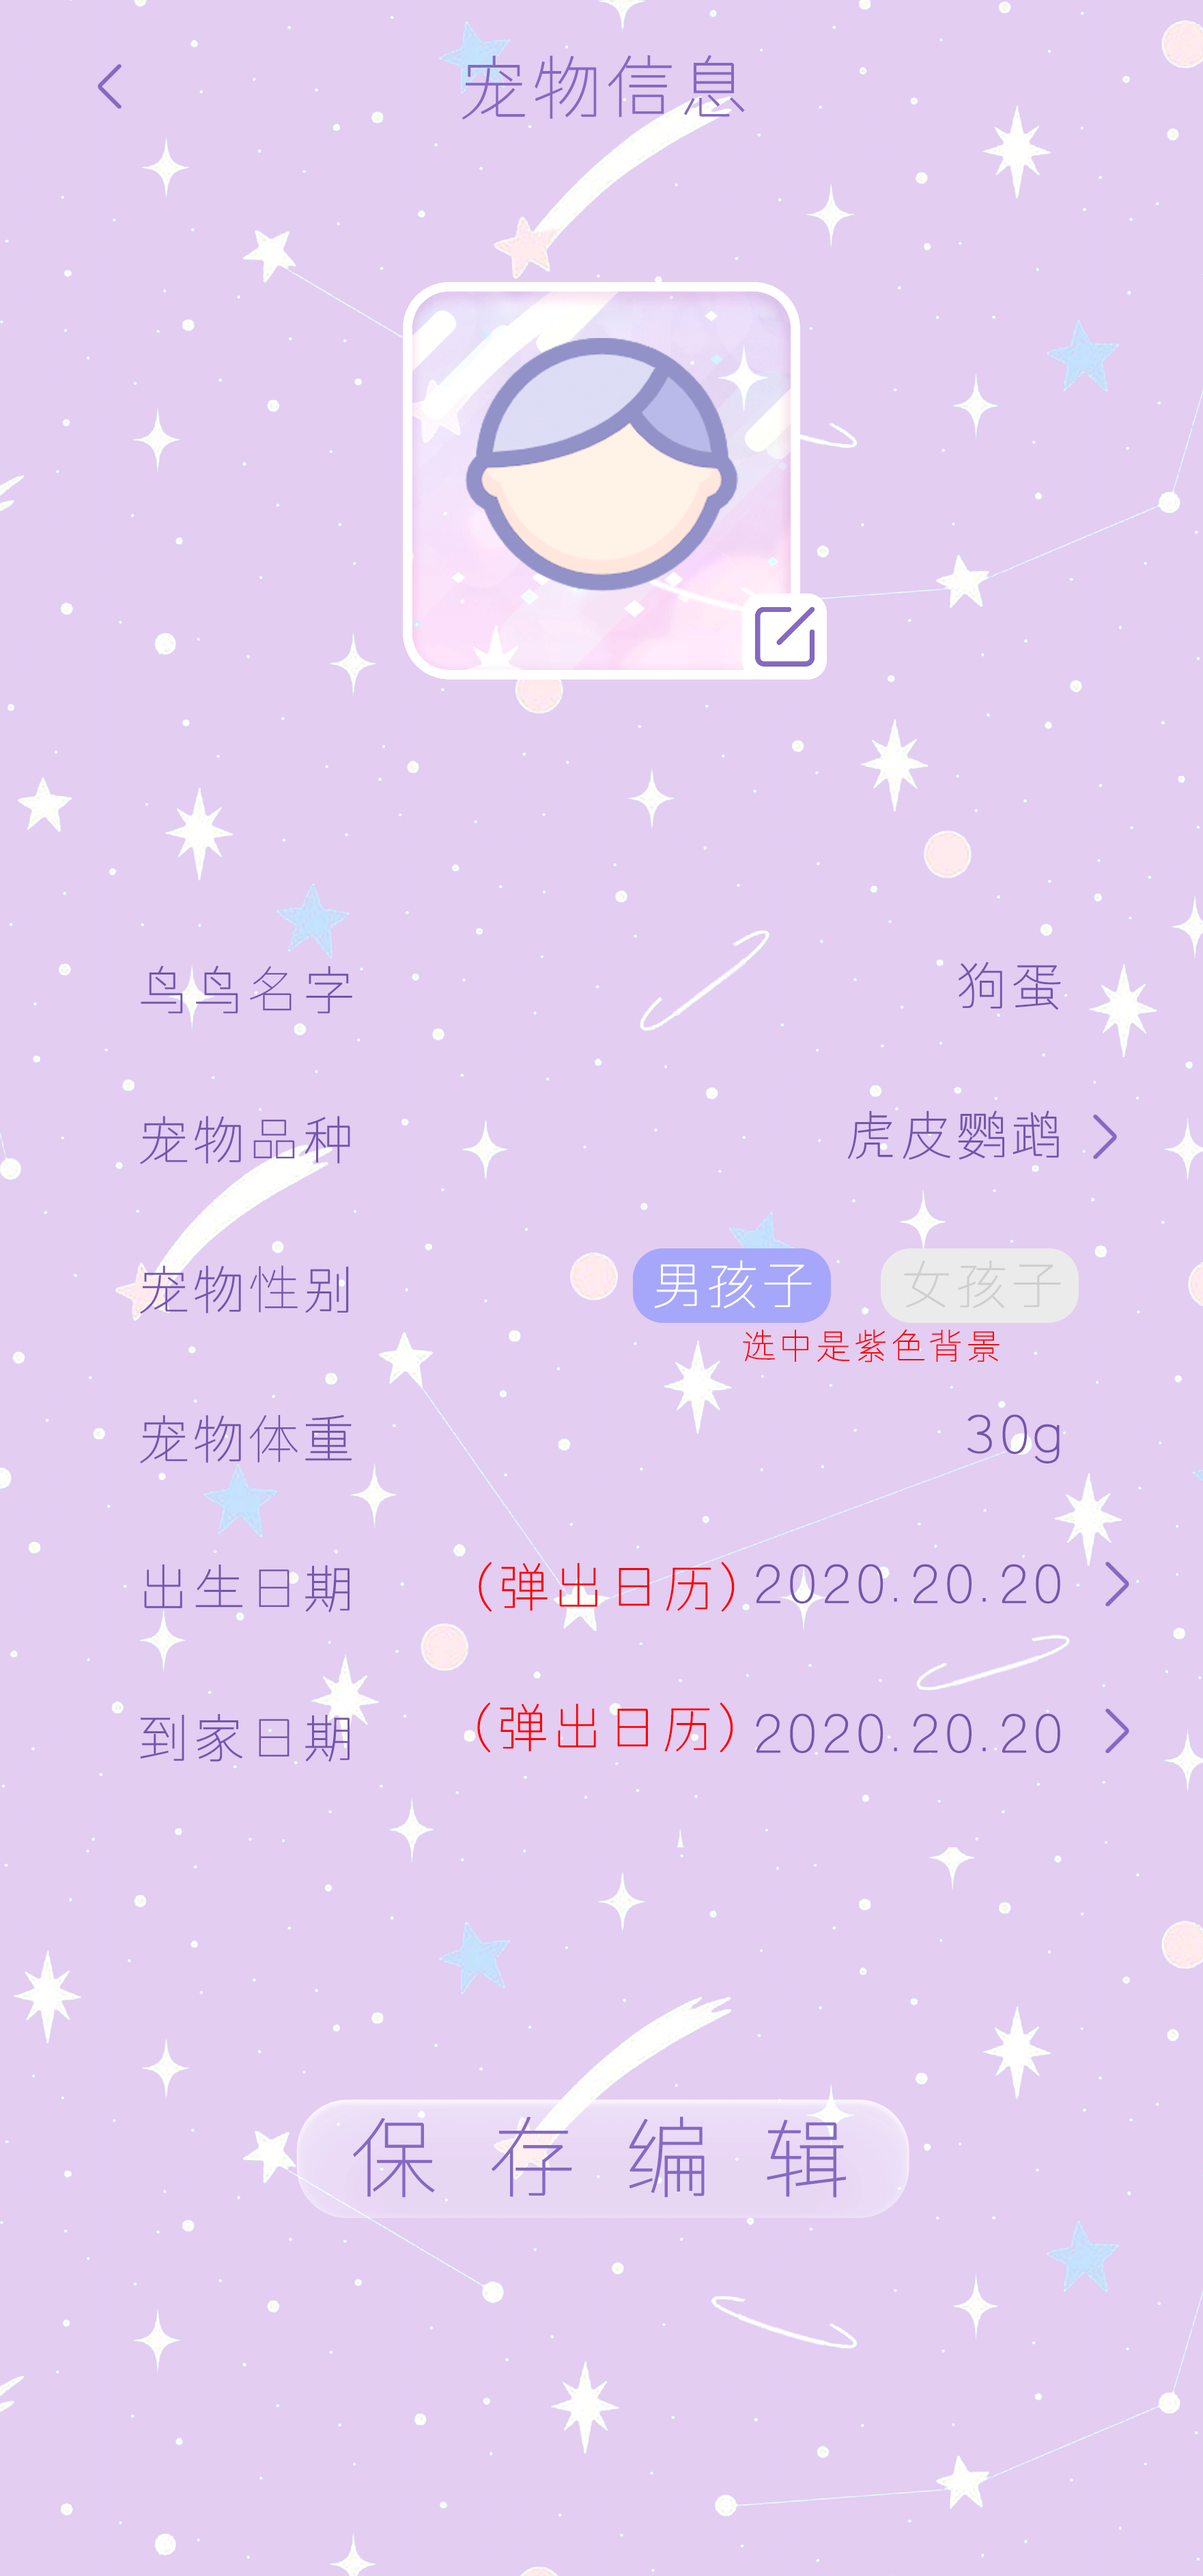 宠物信息
鸟鸟名字 狗蛋
宠物品种 虎皮鹦鹉
宠物性别 男孩子 女孩子
选中是紫色背景
宠物体重 30g
出生日期 (弹出日历) 2020.20.20
到家日期 (弹出日历) 2020.20.20
保存编辑